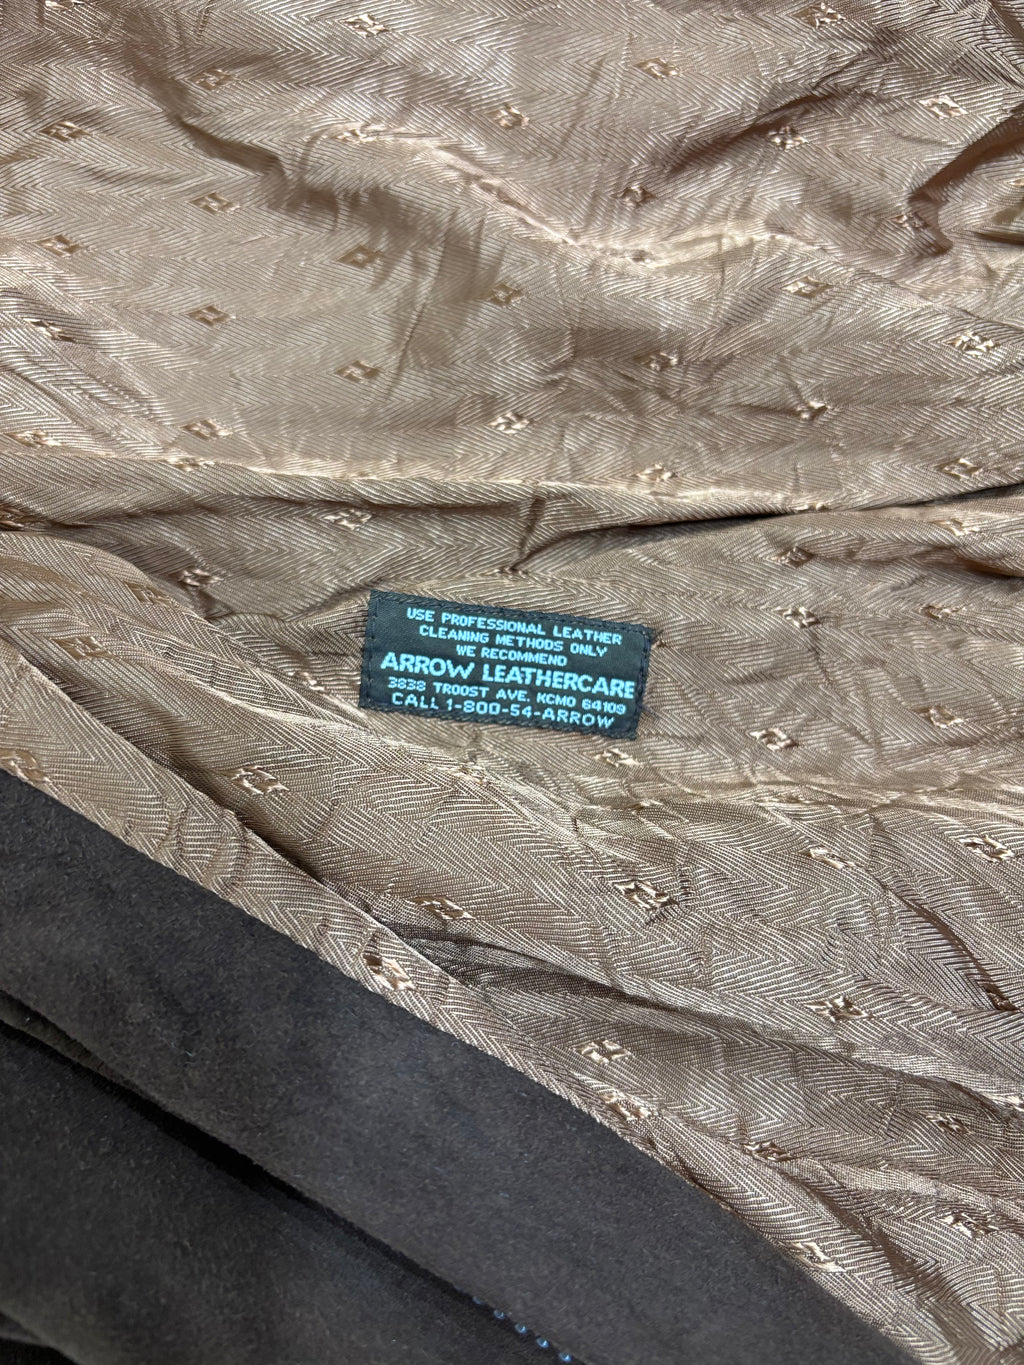 USE PROFESSIONAL LEATHER
CLEANING METHODS ONLY
WE RECOMMEND
ARROW LEATHERCARE
3838 TROOST AVE. KCMO 64109
CALL 1-800-54-ARROW